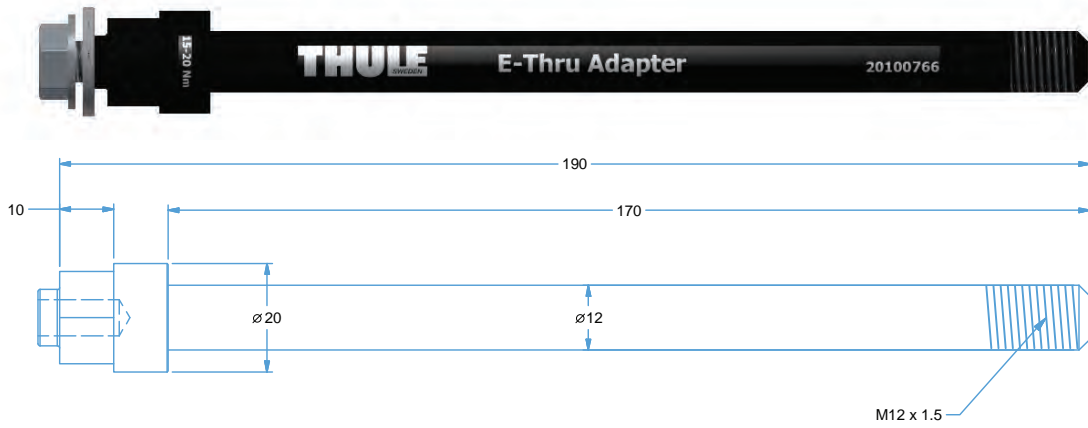 15-20 Nm
THULE
SWEDEN
E-Thru Adapter
20100766
190
10
170
⌀20
⌀12
M12 x 1.5